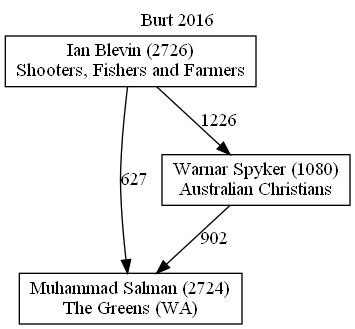 Burt 2016
Ian Blevin (2726)
Shooters, Fishers and Farmers
1226
Warnar Spyker (1080)
Australian Christians
627
902
Muhammad Salman (2724)
The Greens (WA)